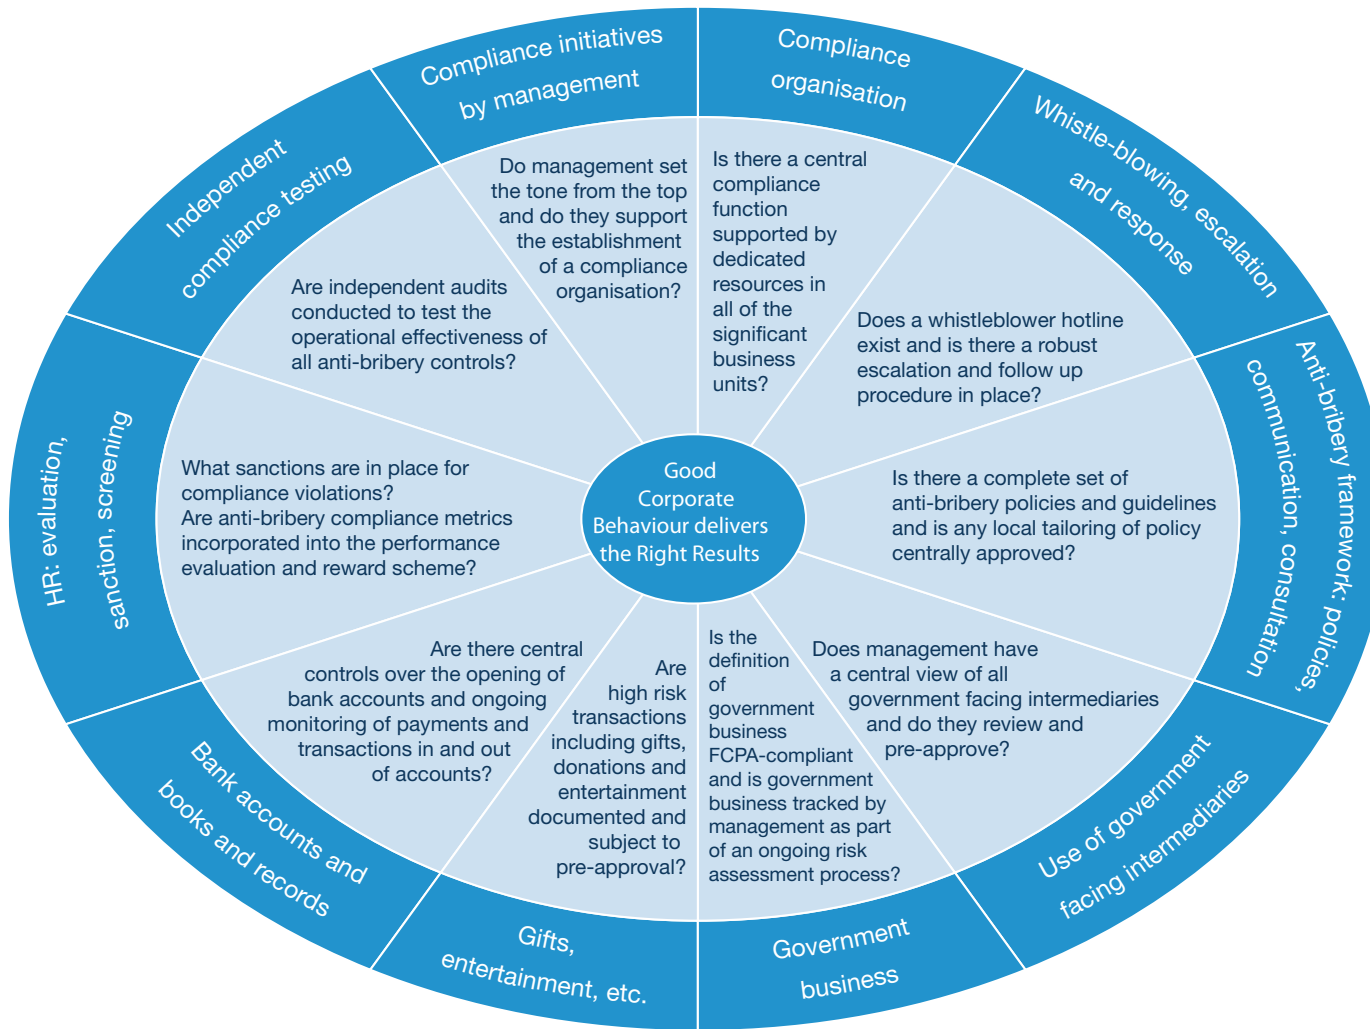 Compliance initiatives
by management
Do management set
the tone from the top
and do they support
the establishment
of a compliance
organisation?
Compliance
organisation
Is there a central
compliance
function
supported by
dedicated
resources in
all of the
significant
business
units?
Whistle-blowing, escalation
and response
Does a whistleblower hotline
exist and is there a robust
escalation and follow up
procedure in place?
Anti-bribery framework: policies,
communication, consultation
Is there a complete set of
anti-bribery policies and guidelines
and is any local tailoring of policy
centrally approved?
Use of government
facing intermediaries
Does management have
a central view of all
government facing intermediaries
and do they review and
pre-approve?
Government
business
Is the
definition
of
government
business
FCPA-compliant
and is government
business tracked by
management as part
of an ongoing risk
assessment process?
Gifts,
entertainment, etc.
Are
high risk
transactions
including gifts,
donations and
entertainment
documented and
subject to
pre-approval?
Bank accounts and
books and records
Are there central
controls over the opening of
bank accounts and ongoing
monitoring of payments and
transactions in and out
of accounts?
HR: evaluation,
sanction, screening
What sanctions are in place for
compliance violations?
Are anti-bribery compliance metrics
incorporated into the performance
evaluation and reward scheme?
Independent
compliance testing
Are independent audits
conducted to test the
operational effectiveness of
all anti-bribery controls?
Good
Corporate
Behaviour delivers
the Right Results